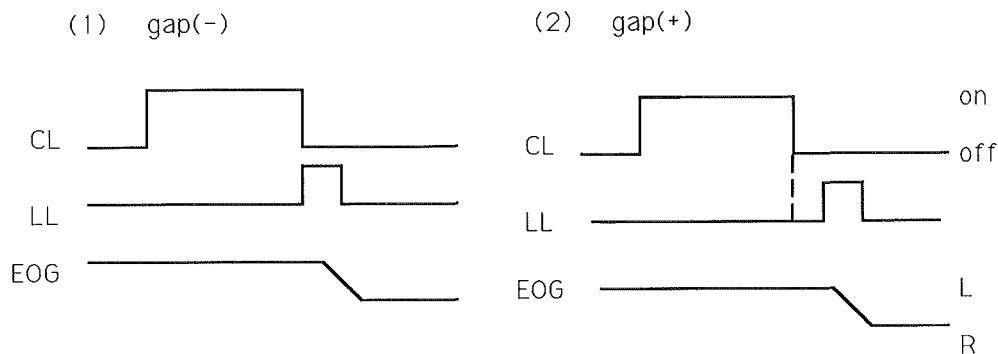 (1) gap(-)
CL
LL
EOG
(2) gap(+)
CL
on
off
LL
EOG
L
R